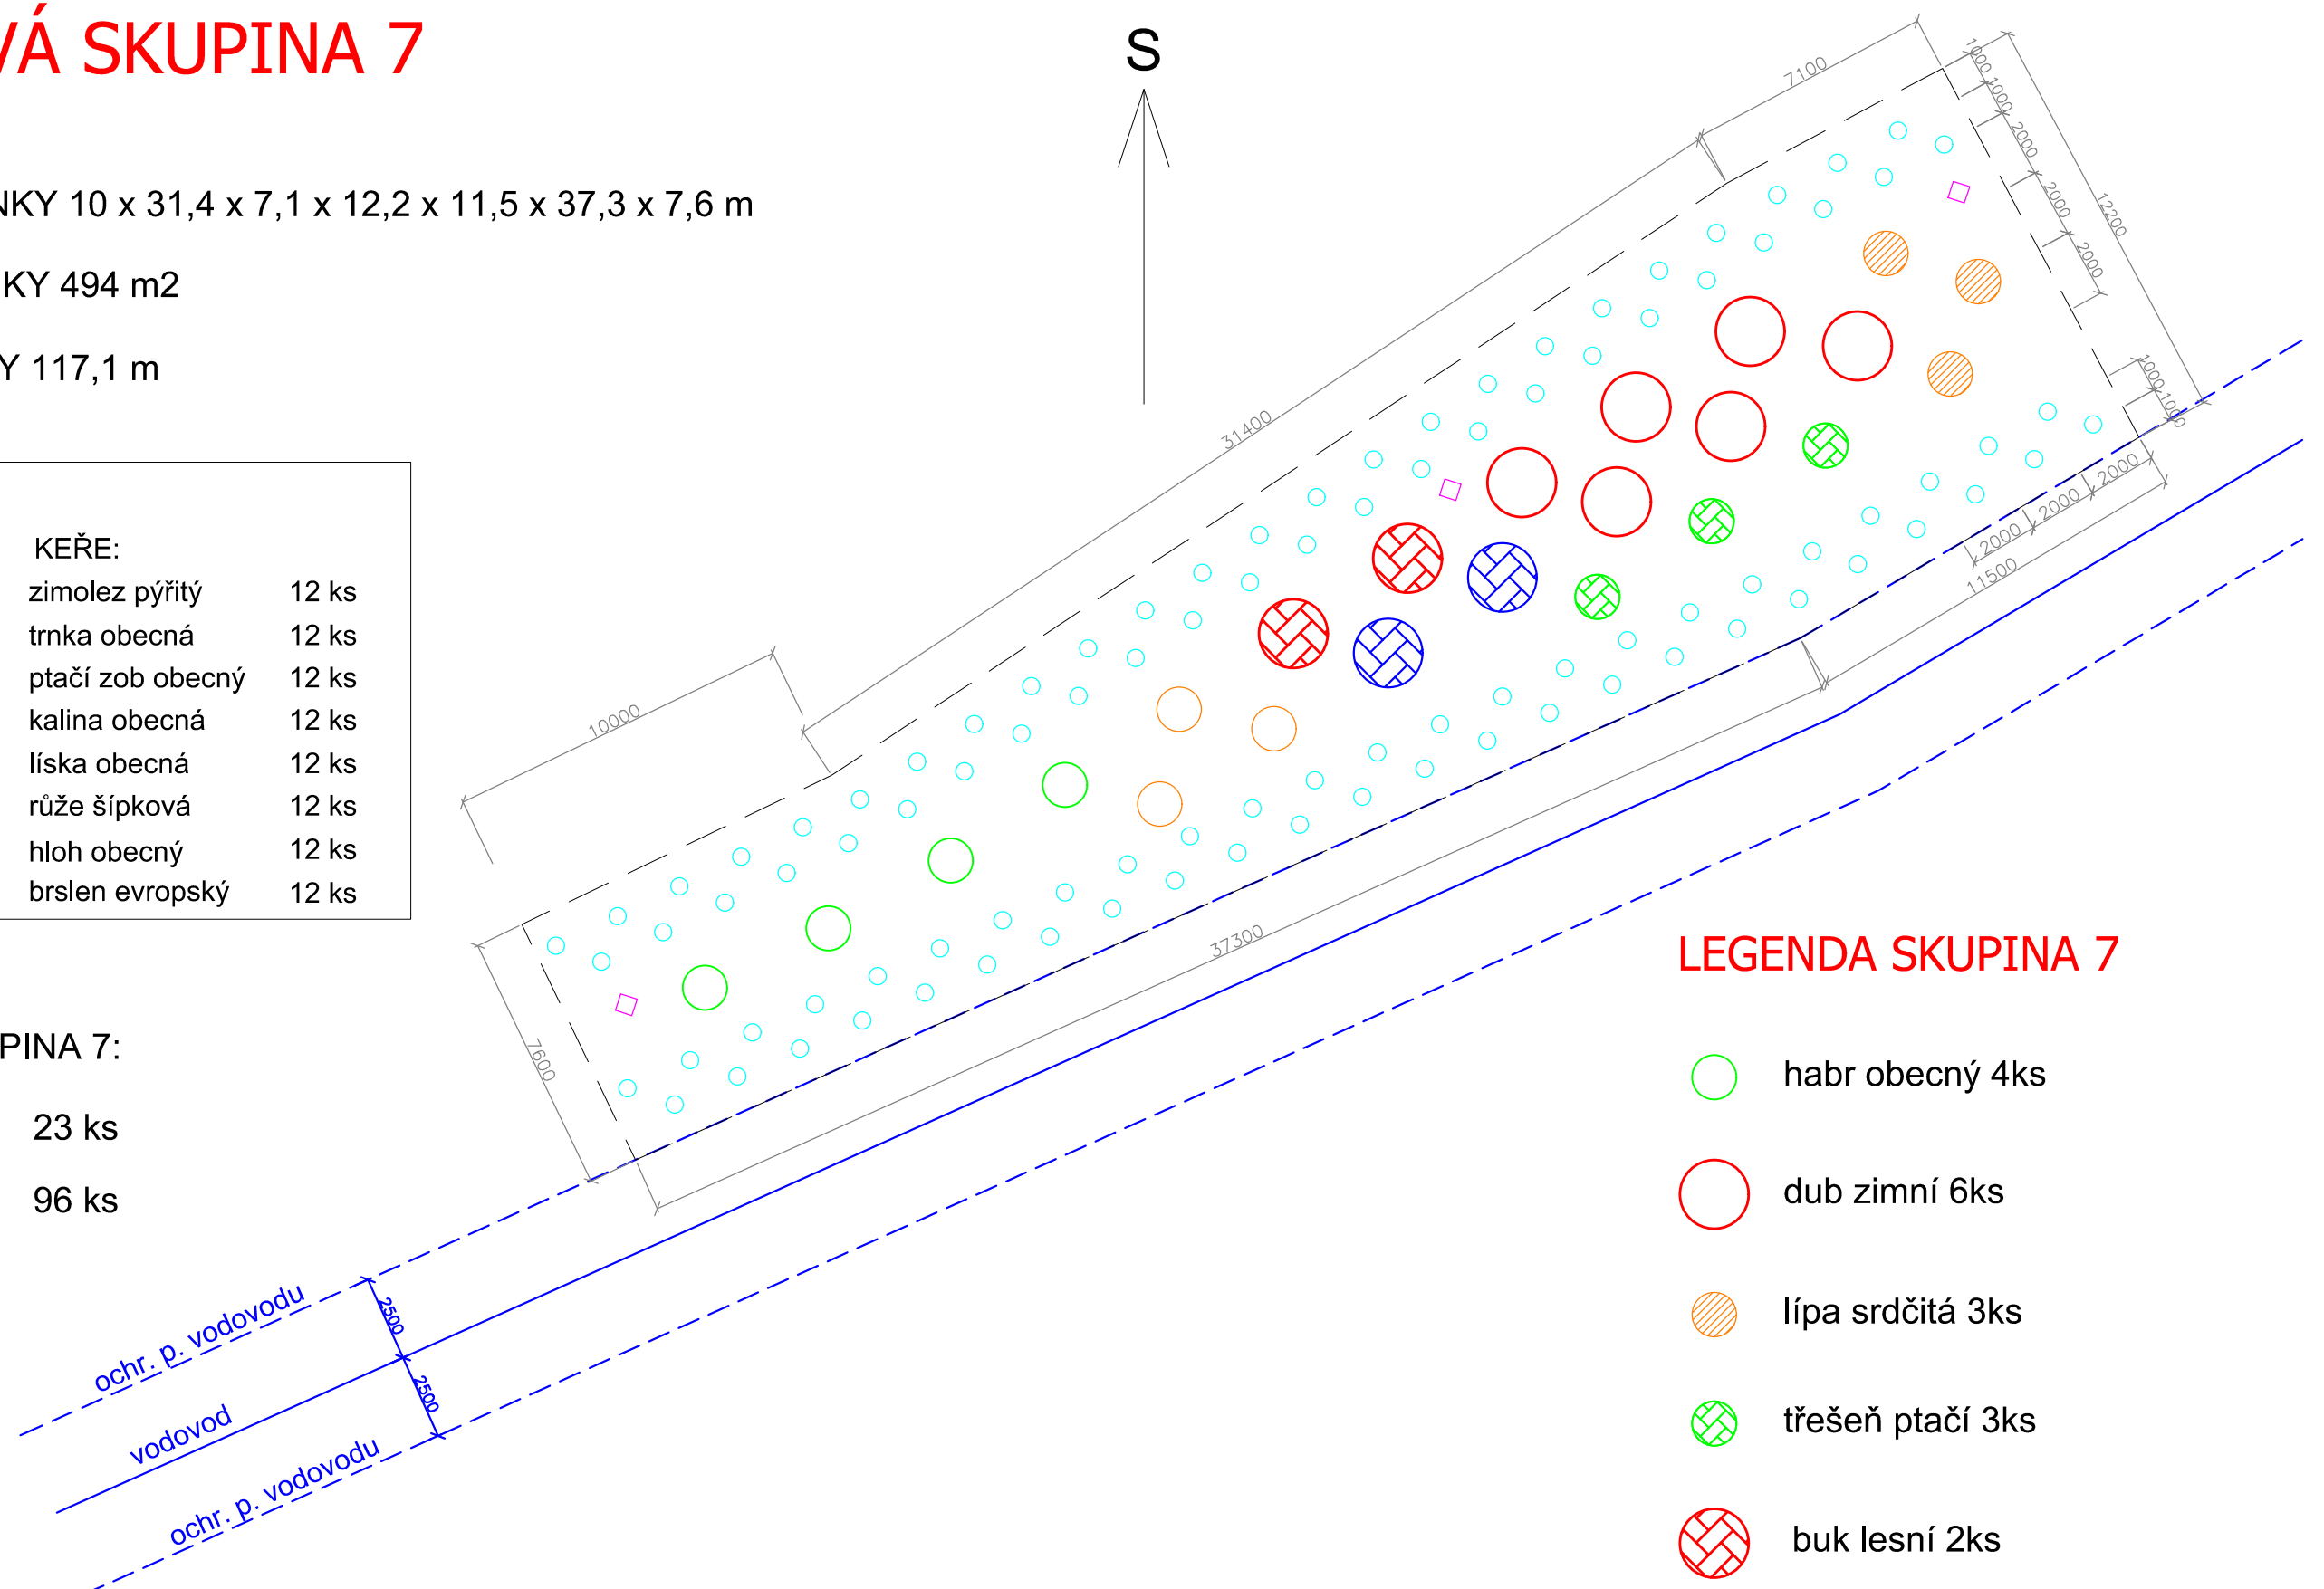 VÁ SKUPINA 7
S
NKY 10 x 31,4 x 7,1 x 12,2 x 11,5 x 37,3 x 7,6 m
KY 494 m2
Y 117,1 m
KEŘE:
zimolez pýřitý 12 ks
trnka obecná 12 ks
ptačí zob obecný 12 ks
kalina obecná 12 ks
líska obecná 12 ks
růže šípková 12 ks
hloh obecný 12 ks
brslen evropský 12 ks
PINA 7:
23 ks
96 ks
7100
1000
1000
2000
2000
2000
12200
1000
1000
31400
10000
7600
37300
11500
2000
2000
2000
2500
2500
ochr. p. vodovodu
vodovod
ochr. p. vodovodu
LEGENDA SKUPINA 7
habr obecný 4ks
dub zimní 6ks
lípa srdčitá 3ks
třešeň ptačí 3ks
buk lesní 2ks